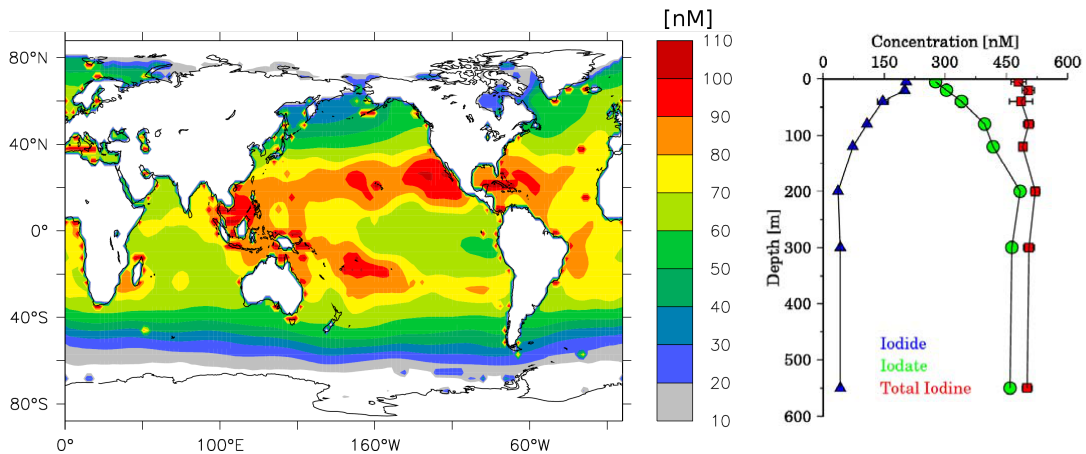 [nM]
80°N
40°N
0°
40°S
80°S
0°
100°E
160°W
60°W
110
100
90
80
70
60
50
40
30
20
10
Concentration [nM]
0 150 300 450 600
0
100
200
300
400
500
600
Depth [m]
Iodide
Iodate
Total Iodine